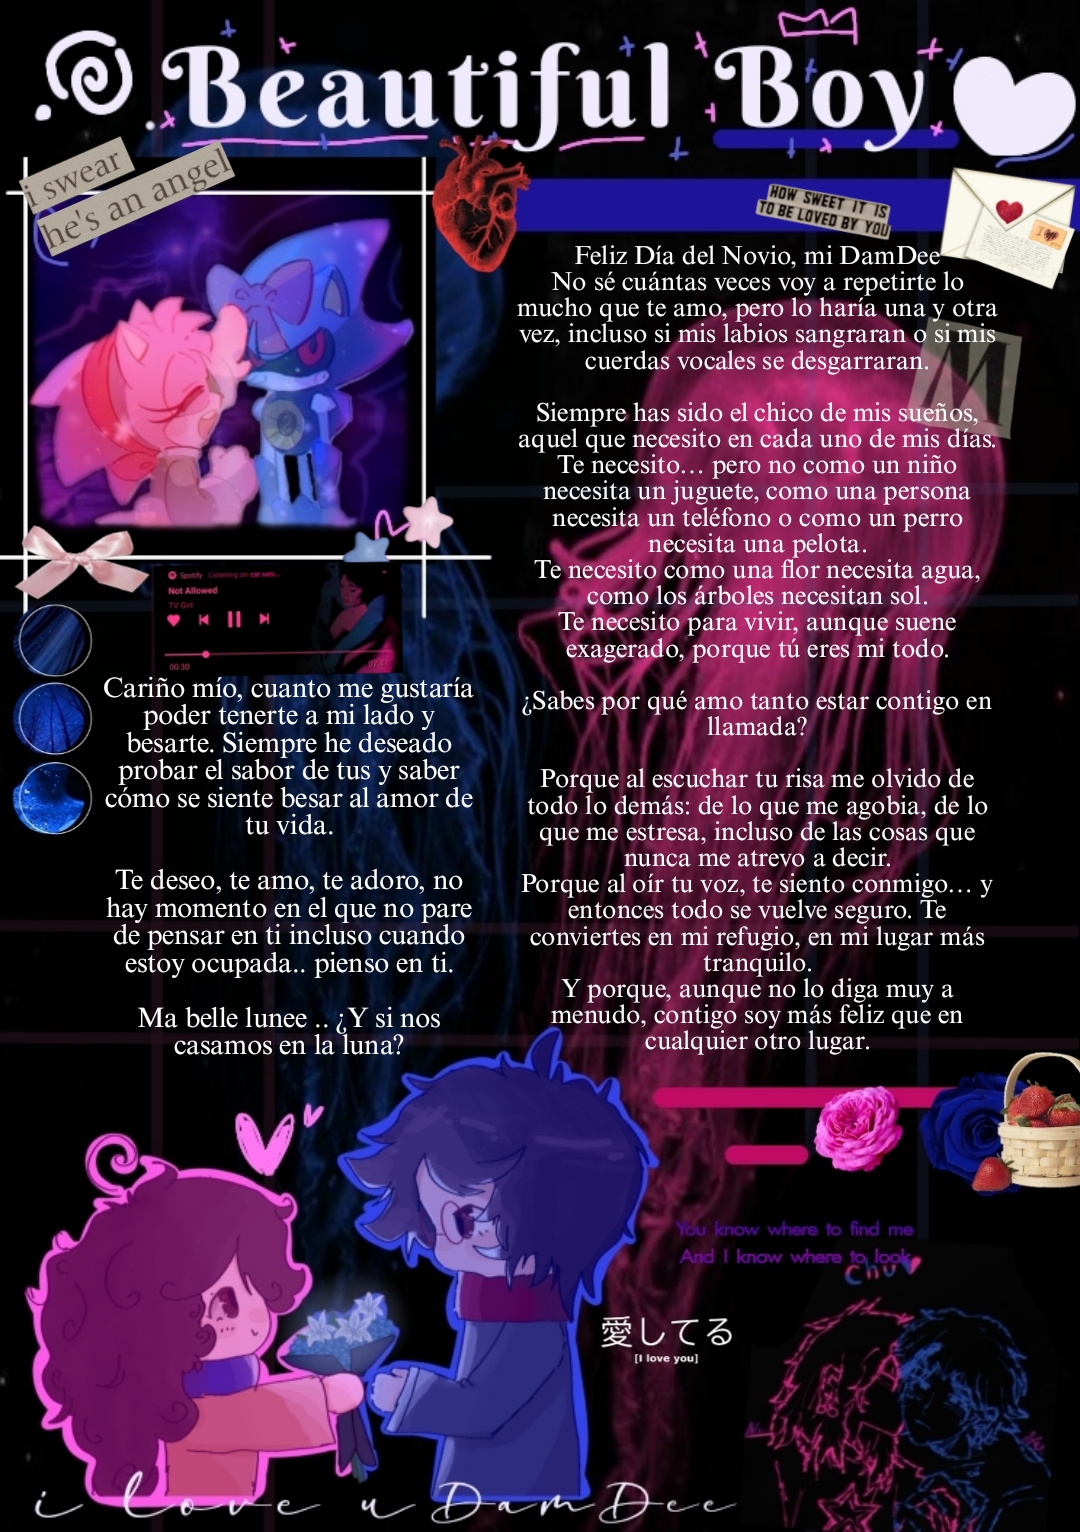 Beautiful Boy
i swear
he's an angel
HOW SWEET IT IS
TO BE LOVED BY YOU
Feliz Día del Novio, mi DamDee
No sé cuántas veces voy a repetirte lo
mucho que te amo, pero lo haría una y otra
vez, incluso si mis labios sangraran o si mis
cuerdas vocales se desgarraran.
M
Siempre has sido el chico de mis sueños,
aquel que necesito en cada uno de mis días.
Te necesito… pero no como un niño
necesita un juguete, como una persona
necesita un teléfono o como un perro
necesita una pelota.
Te necesito como una flor necesita agua,
como los árboles necesitan sol.
Te necesito para vivir, aunque suene
exagerado, porque tú eres mi todo.
¿Sabes por qué amo tanto estar contigo en
llamada?
Porque al escuchar tu risa me olvido de
todo lo demás: de lo que me agobia, de lo
que me estresa, incluso de las cosas que
nunca me atrevo a decir.
Porque al oír tu voz, te siento conmigo… y
entonces todo se vuelve seguro. Te
conviertes en mi refugio, en mi lugar más
tranquilo.
Y porque, aunque no lo diga muy a
menudo, contigo soy más feliz que en
cualquier otro lugar.
Spotify Listening on cat ears...
Not Allowed
TV Girl
00:30
02:47
Cariño mío, cuanto me gustaría
poder tenerte a mi lado y
besarte. Siempre he deseado
probar el sabor de tus y saber
cómo se siente besar al amor de
tu vida.
Te deseo, te amo, te adoro, no
hay momento en el que no pare
de pensar en ti incluso cuando
estoy ocupada.. pienso en ti.
Ma belle lunee .. ¿Y si nos
casamos en la luna?
You know where to find me
And I know where to look
Chu
愛してる
[I love you]
i love u DamDee